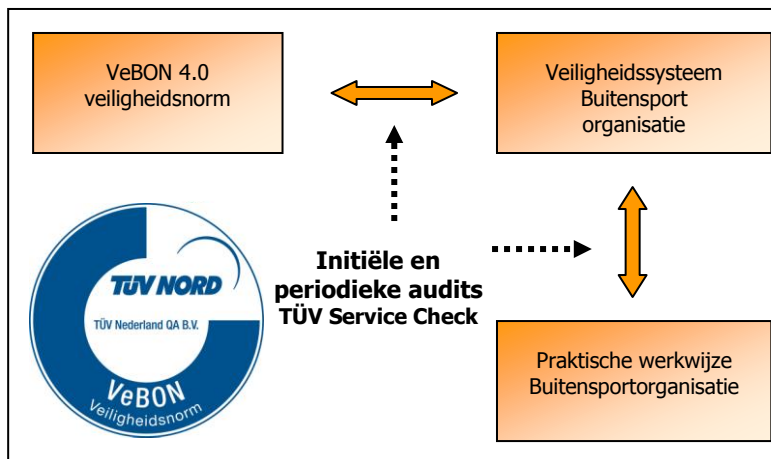 VeBON 4.0
veiligheidsnorm
Veiligheidssysteem
Buitensport
organisatie
Initiële en
periodieke audits
TÜV Service Check
TÜV NORD
TÜV Nederland QA B.V.
VeBON
Veiligheidsnorm
Praktische werkwijze
Buitensportorganisatie